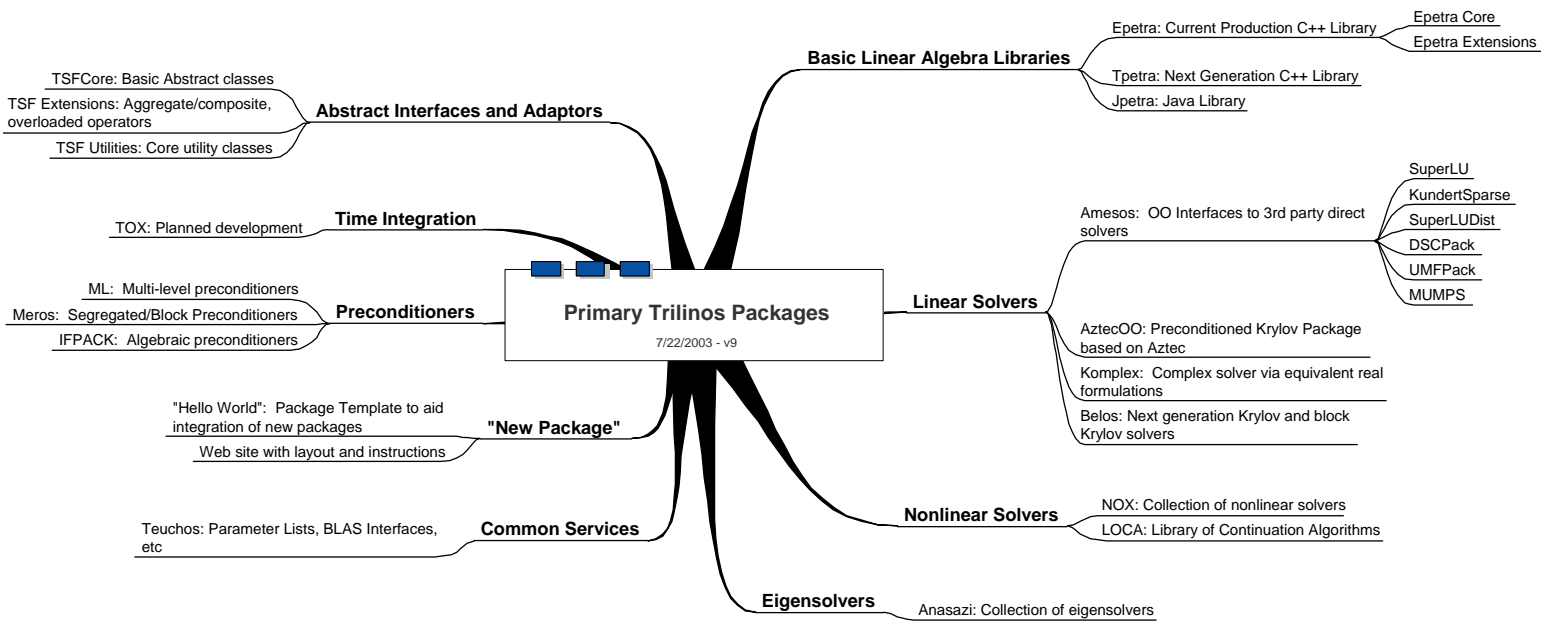 Primary Trilinos Packages
7/22/2003 - v9
Basic Linear Algebra Libraries
Epetra: Current Production C++ Library
Epetra Core
Epetra Extensions
Tpetra: Next Generation C++ Library
Jpetra: Java Library
Linear Solvers
Amesos:  OO Interfaces to 3rd party direct
solvers
SuperLU
KundertSparse
SuperLUDist
DSCPack
UMFPack
MUMPS
AztecOO: Preconditioned Krylov Package
based on Aztec
Komplex:  Complex solver via equivalent real
formulations
Belos: Next generation Krylov and block
Krylov solvers
Nonlinear Solvers
NOX: Collection of nonlinear solvers
LOCA: Library of Continuation Algorithms
Eigensolvers
Anasazi: Collection of eigensolvers
Abstract Interfaces and Adaptors
TSFCore: Basic Abstract classes
TSF Extensions: Aggregate/composite,
overloaded operators
TSF Utilities: Core utility classes
Time Integration
TOX: Planned development
Preconditioners
ML:  Multi-level preconditioners
Meros:  Segregated/Block Preconditioners
IFPACK:  Algebraic preconditioners
"New Package"
"Hello World":  Package Template to aid
integration of new packages
Web site with layout and instructions
Common Services
Teuchos: Parameter Lists, BLAS Interfaces,
etc